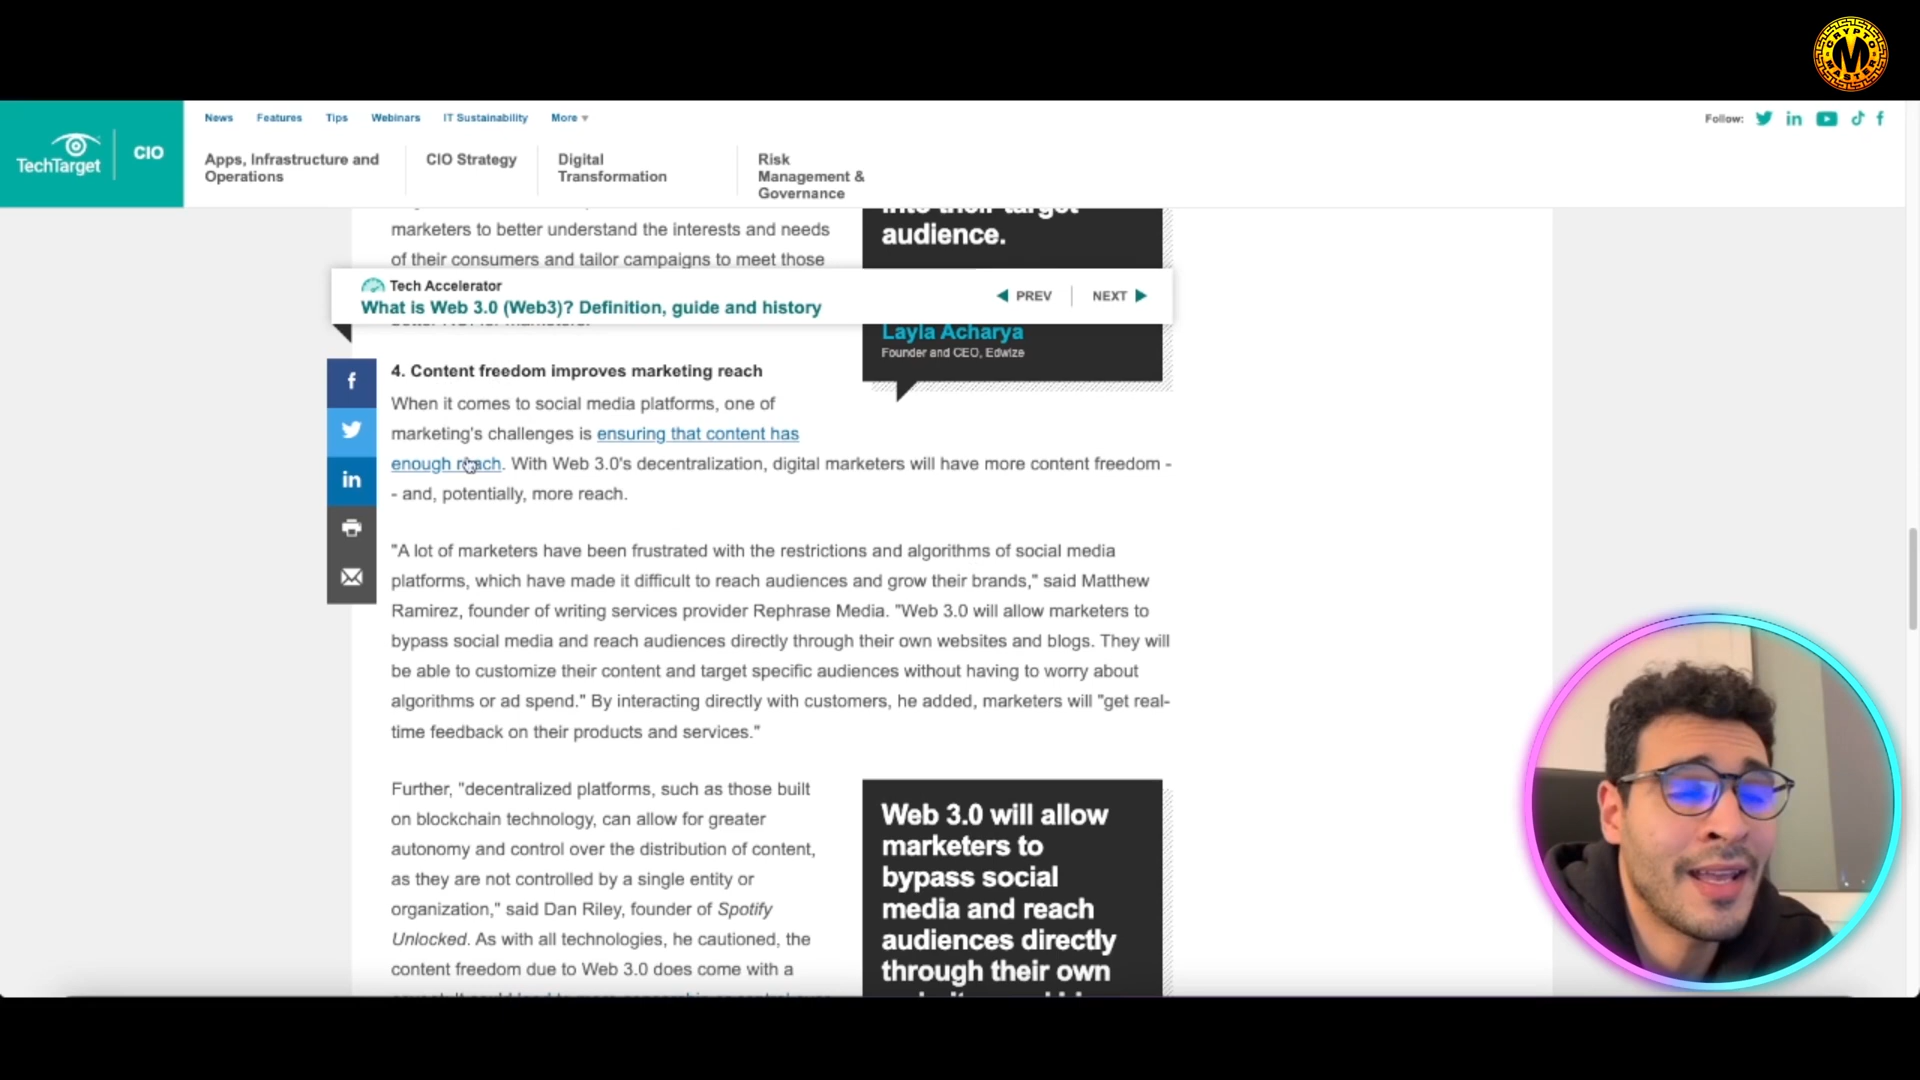 CRYPTO
M
MASTER
TechTarget
CIO
News
Features
Tips
Webinars
IT Sustainability
More
Follow:
Apps, Infrastructure and
Operations
CIO Strategy
Digital
Transformation
Risk
Management &
Governance
marketers to better understand the interests and needs
of their consumers and tailor campaigns to meet those
into their target
audience.
Tech Accelerator
What is Web 3.0 (Web3)? Definition, guide and history
PREV
NEXT
Layla Acharya
Founder and CEO, Edwize
4. Content freedom improves marketing reach
When it comes to social media platforms, one of
marketing's challenges is ensuring that content has
enough reach. With Web 3.0's decentralization, digital marketers will have more content freedom -
- and, potentially, more reach.
"A lot of marketers have been frustrated with the restrictions and algorithms of social media
platforms, which have made it difficult to reach audiences and grow their brands," said Matthew
Ramirez, founder of writing services provider Rephrase Media. "Web 3.0 will allow marketers to
bypass social media and reach audiences directly through their own websites and blogs. They will
be able to customize their content and target specific audiences without having to worry about
algorithms or ad spend." By interacting directly with customers, he added, marketers will "get real-
time feedback on their products and services."
Further, "decentralized platforms, such as those built
on blockchain technology, can allow for greater
autonomy and control over the distribution of content,
as they are not controlled by a single entity or
organization," said Dan Riley, founder of Spotify
Unlocked. As with all technologies, he cautioned, the
content freedom due to Web 3.0 does come with a
Web 3.0 will allow
marketers to
bypass social
media and reach
audiences directly
through their own